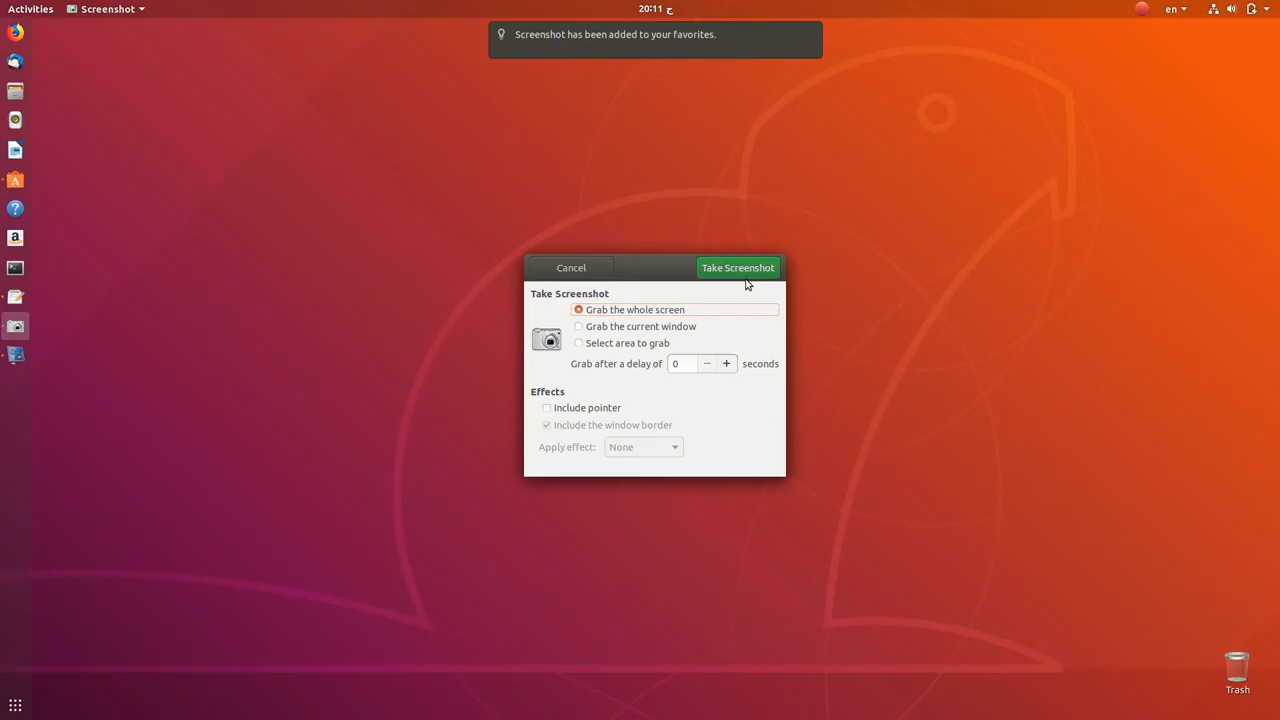 Activities
Screenshot
20:11 ح
en
Screenshot has been added to your favorites.
Cancel
Take Screenshot
Take Screenshot
Grab the whole screen
Grab the current window
Select area to grab
Grab after a delay of 0 − + seconds
Effects
Include pointer
Include the window border
Apply effect: None
Trash